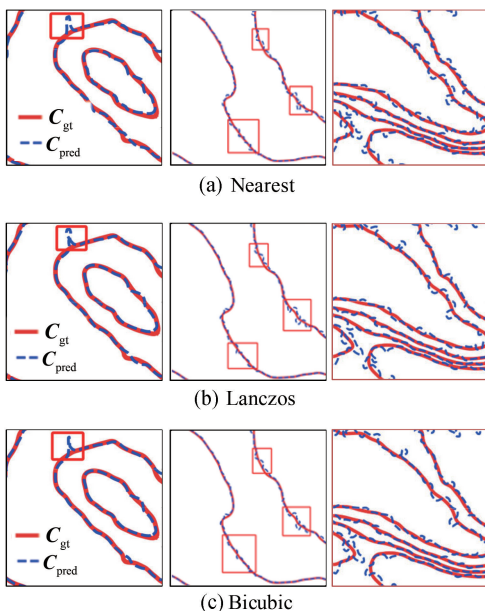 C_gt
C_pred
(a) Nearest
C_gt
C_pred
(b) Lanczos
C_gt
C_pred
(c) Bicubic